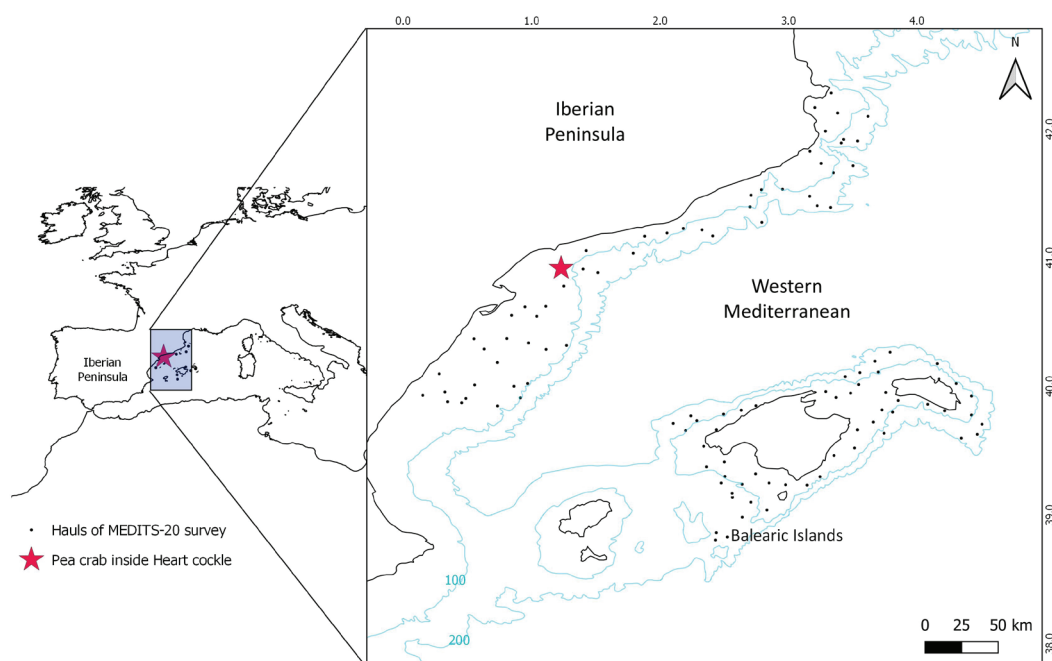 0.0 1.0 2.0 3.0 4.0
N
Iberian
Peninsula
42.0
41.0
Western
Mediterranean
Iberian
Peninsula
40.0
Hauls of MEDITS-20 survey
39.0
Balearic Islands
Pea crab inside Heart cockle
100
200
0 25 50 km
38.0